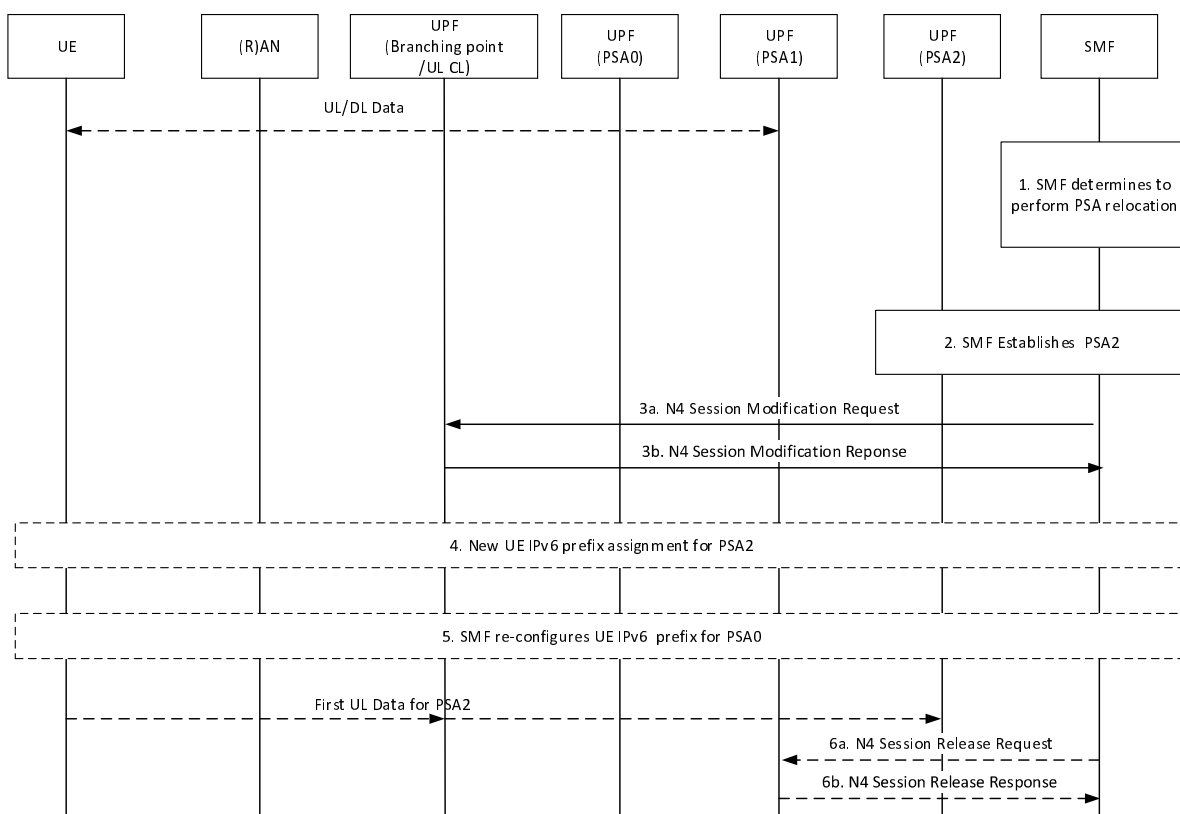 UE
(R)AN
UPF
(Branching point
/UL CL)
UPF
(PSA0)
UPF
(PSA1)
UPF
(PSA2)
SMF
UL/DL Data
1. SMF determines to
perform PSA relocation
2. SMF Establishes PSA2
3a. N4 Session Modification Request
3b. N4 Session Modification Reponse
4. New UE IPv6 prefix assignment for PSA2
5. SMF re-configures UE IPv6 prefix for PSA0
First UL Data for PSA2
6a. N4 Session Release Request
6b. N4 Session Release Response